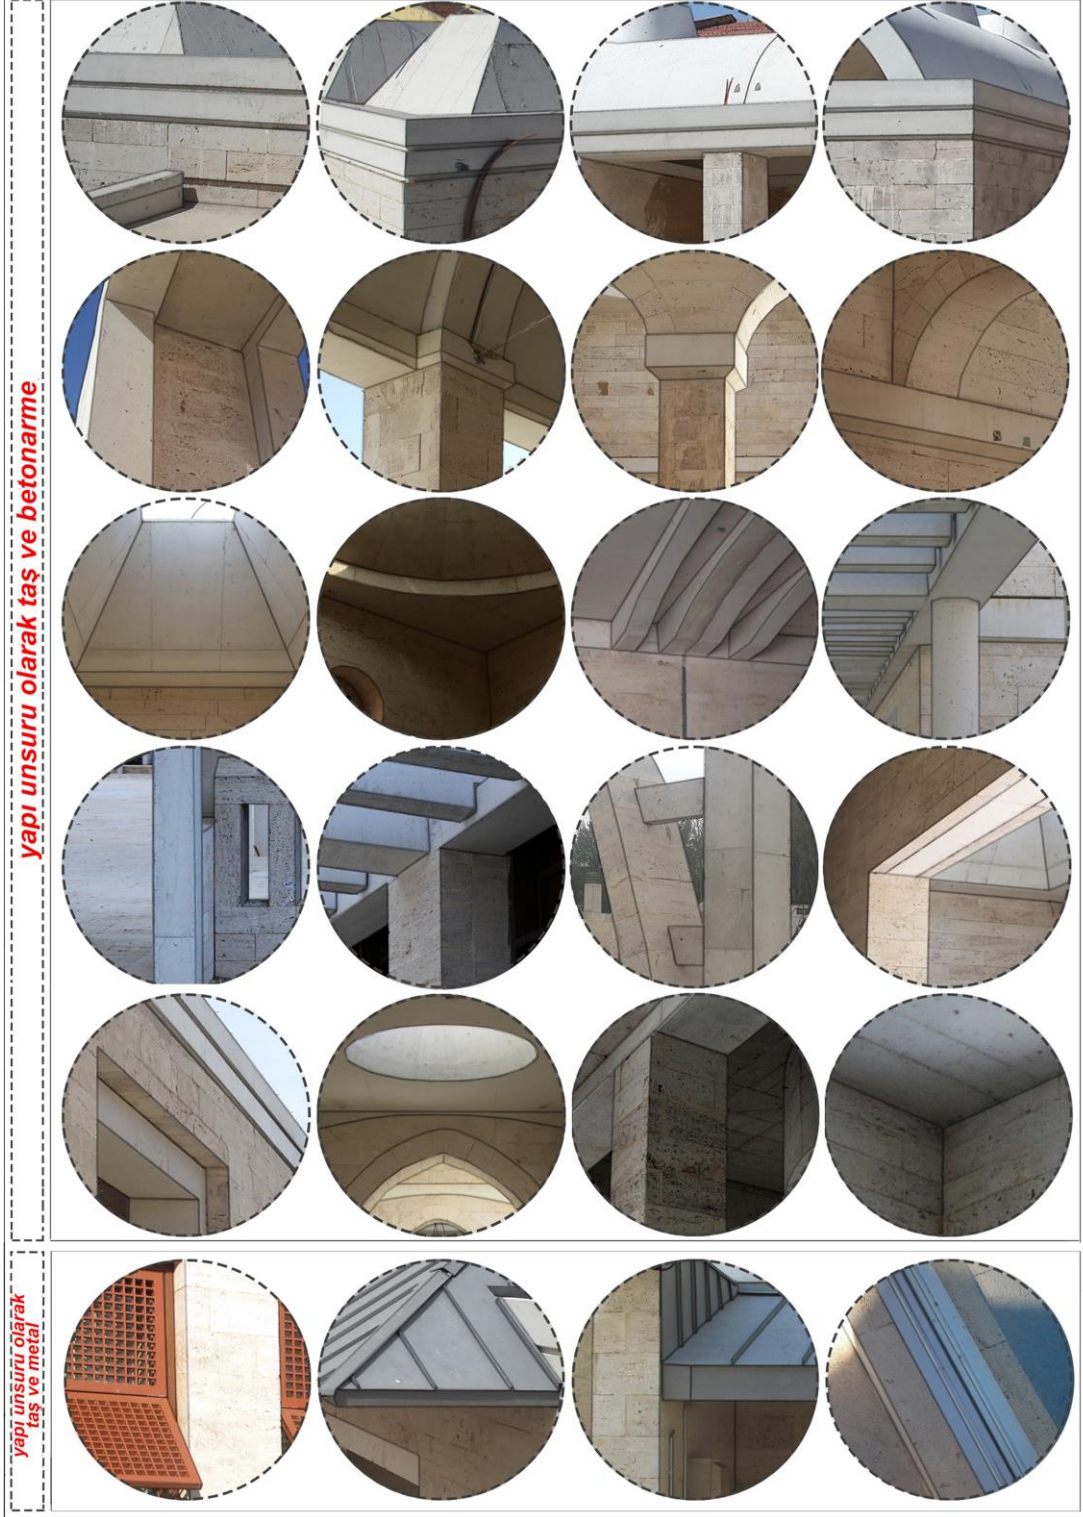 yapı unsuru olarak taş ve betonarme
yapı unsuru olarak
taş ve metal